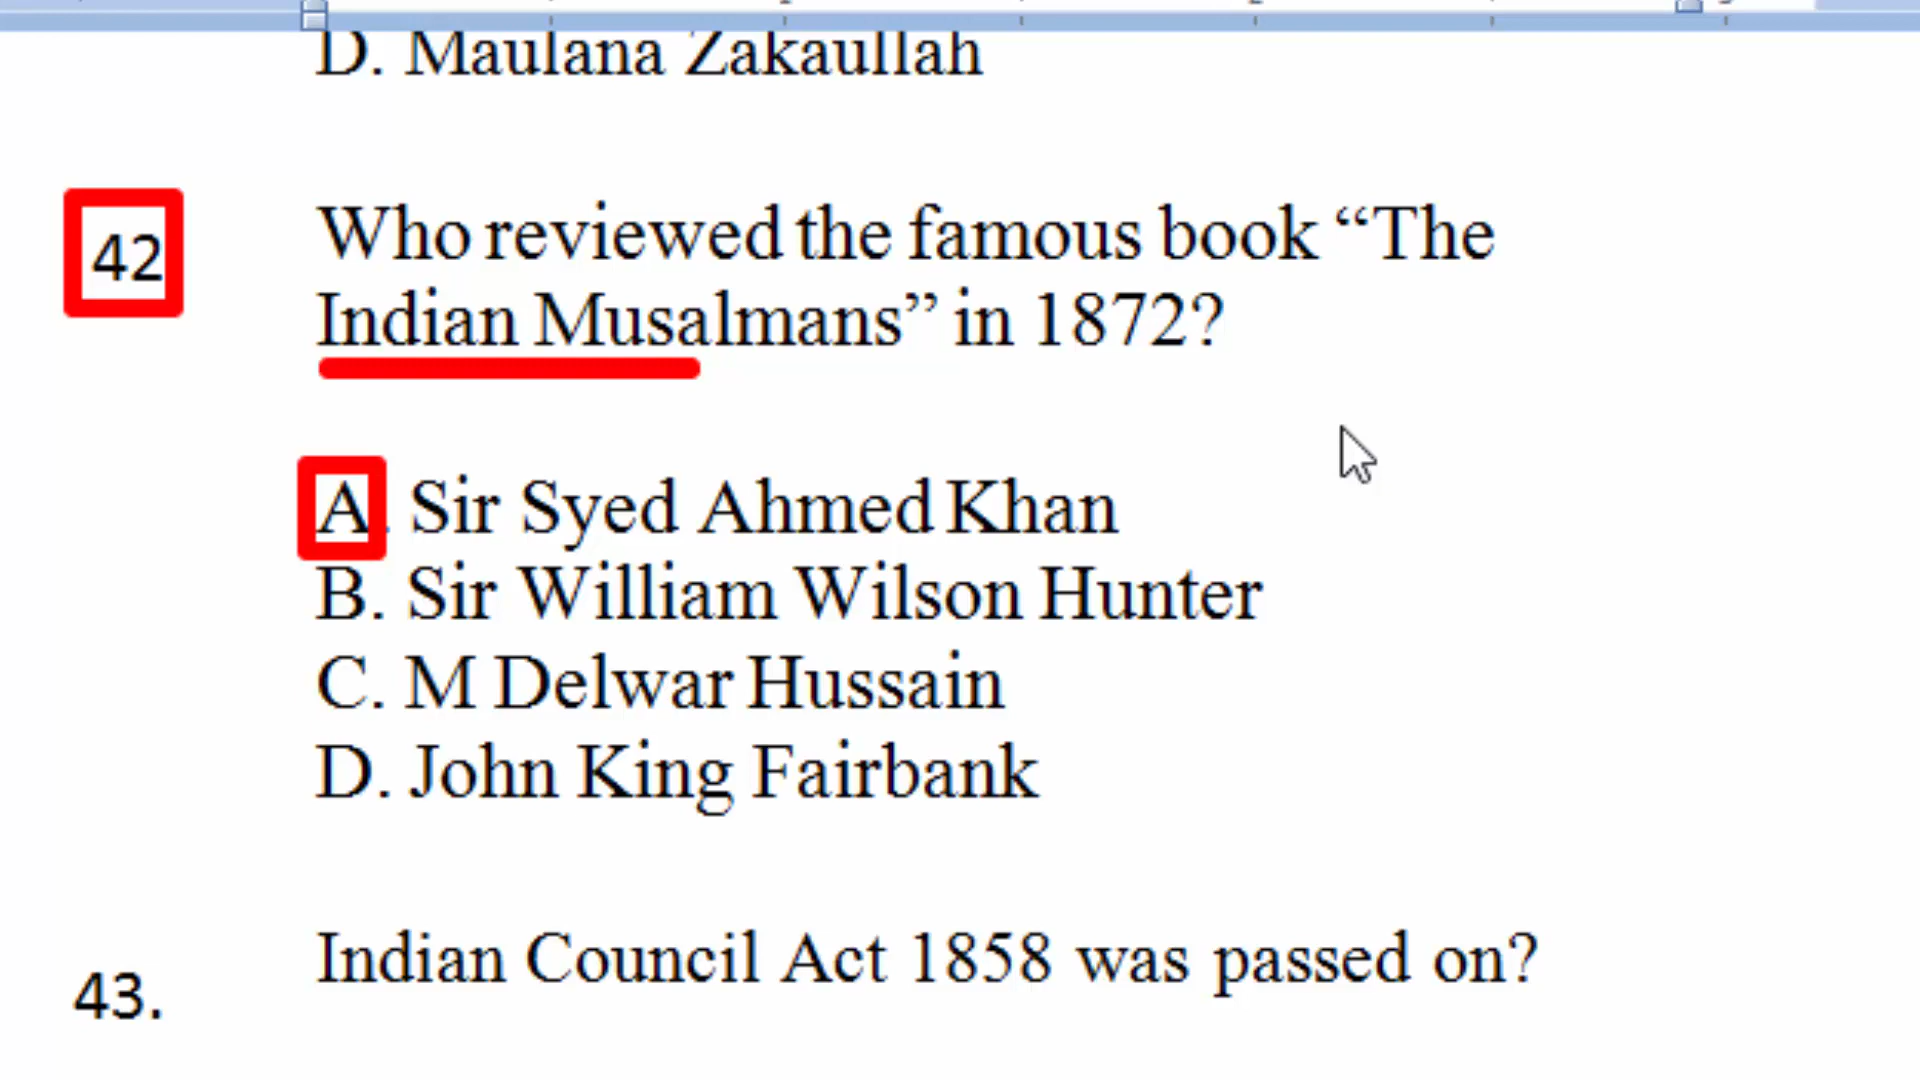 D. Maulana Zakaullah
42
Who reviewed the famous book “The
Indian Musalmans” in 1872?
A. Sir Syed Ahmed Khan
B. Sir William Wilson Hunter
C. M Delwar Hussain
D. John King Fairbank
43.
Indian Council Act 1858 was passed on?